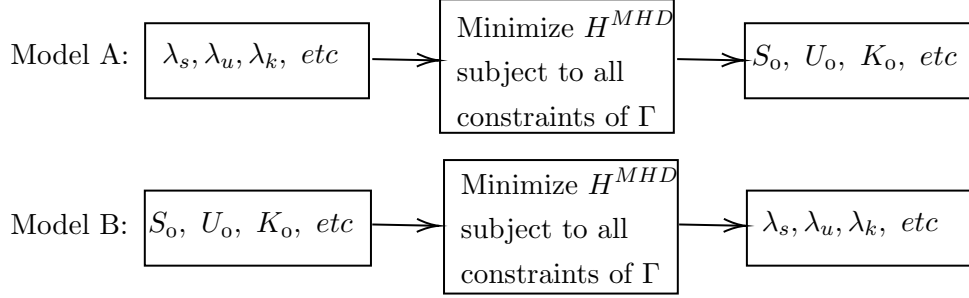 Model A: λ_s, λ_u, λ_k, etc
Minimize H^{MHD}
subject to all
constraints of Γ
S_o, U_o, K_o, etc
Model B: S_o, U_o, K_o, etc
Minimize H^{MHD}
subject to all
constraints of Γ
λ_s, λ_u, λ_k, etc